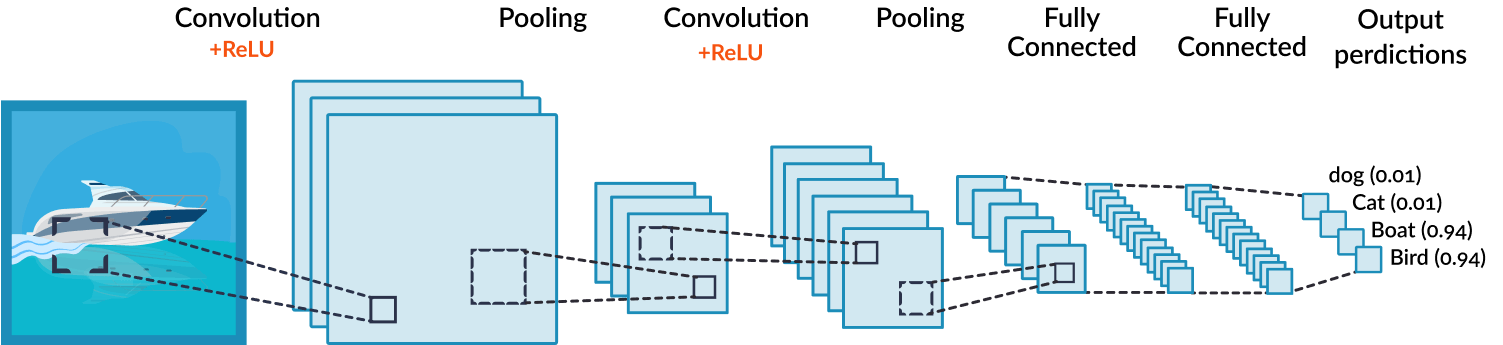 Convolution
+ReLU
Pooling
Convolution
+ReLU
Pooling
Fully
Connected
Fully
Connected
Output
perdictions
dog (0.01)
Cat (0.01)
Boat (0.94)
Bird (0.94)